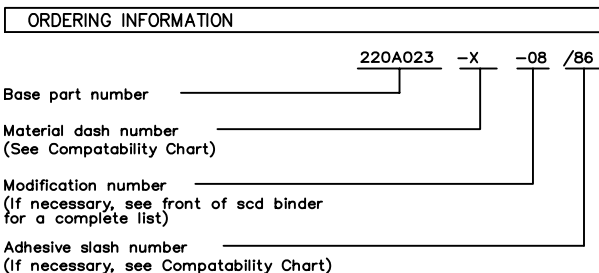 ORDERING INFORMATION
220A023 -X -08 /86
Base part number
Material dash number
(See Compatability Chart)
Modification number
(If necessary, see front of scd binder
for a complete list)
Adhesive slash number
(If necessary, see Compatability Chart)